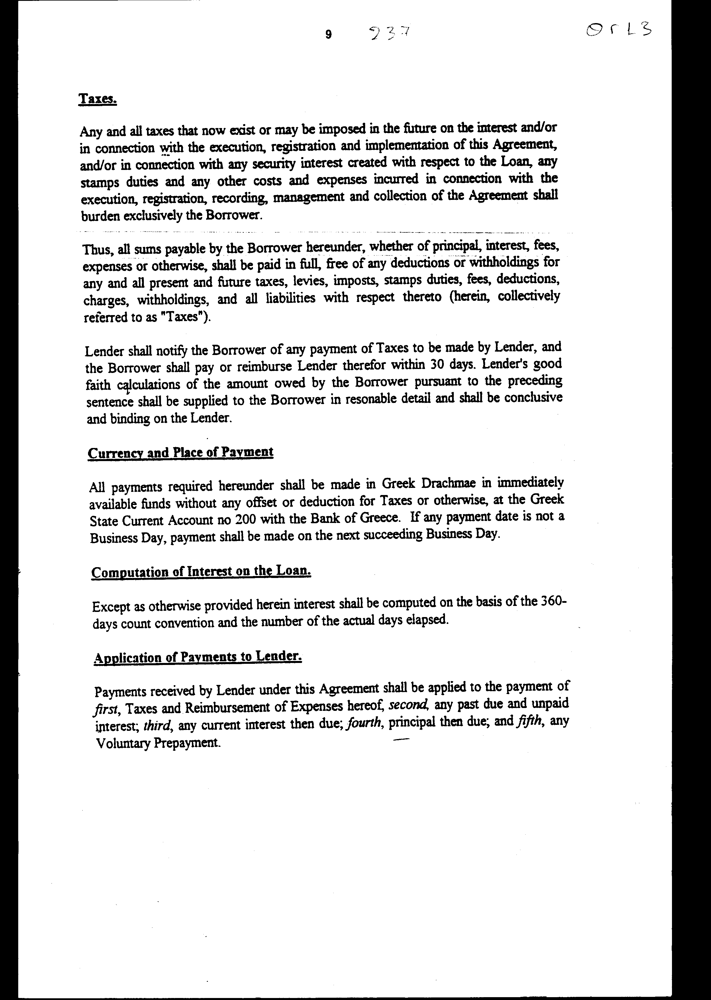 9 937 OrL3
Taxes.
Any and all taxes that now exist or may be imposed in the future on the interest and/or
in connection with the execution, registration and implementation of this Agreement,
and/or in connection with any security interest created with respect to the Loan, any
stamps duties and any other costs and expenses incurred in connection with the
execution, registration, recording, management and collection of the Agreement shall
burden exclusively the Borrower.
Thus, all sums payable by the Borrower hereunder, whether of principal, interest, fees,
expenses or otherwise, shall be paid in full, free of any deductions or withholdings for
any and all present and future taxes, levies, imposts, stamps duties, fees, deductions,
charges, withholdings, and all liabilities with respect thereto (herein, collectively
referred to as "Taxes").
Lender shall notify the Borrower of any payment of Taxes to be made by Lender, and
the Borrower shall pay or reimburse Lender therefor within 30 days. Lender's good
faith calculations of the amount owed by the Borrower pursuant to the preceding
sentence shall be supplied to the Borrower in resonable detail and shall be conclusive
and binding on the Lender.
Currency and Place of Payment
All payments required hereunder shall be made in Greek Drachmae in immediately
available funds without any offset or deduction for Taxes or otherwise, at the Greek
State Current Account no 200 with the Bank of Greece. If any payment date is not a
Business Day, payment shall be made on the next succeeding Business Day.
Computation of Interest on the Loan.
Except as otherwise provided herein interest shall be computed on the basis of the 360-
days count convention and the number of the actual days elapsed.
Application of Payments to Lender.
Payments received by Lender under this Agreement shall be applied to the payment of
first, Taxes and Reimbursement of Expenses hereof, second, any past due and unpaid
interest; third, any current interest then due; fourth, principal then due; and fifth, any
Voluntary Prepayment.